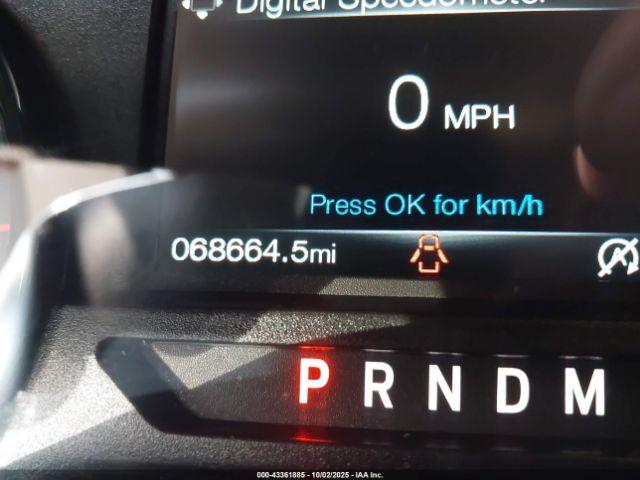 Digital Speedometer
0 MPH
Press OK for km/h
068664.5mi
P R N D M
000-43361885 - 10/02/2025 - IAA Inc.